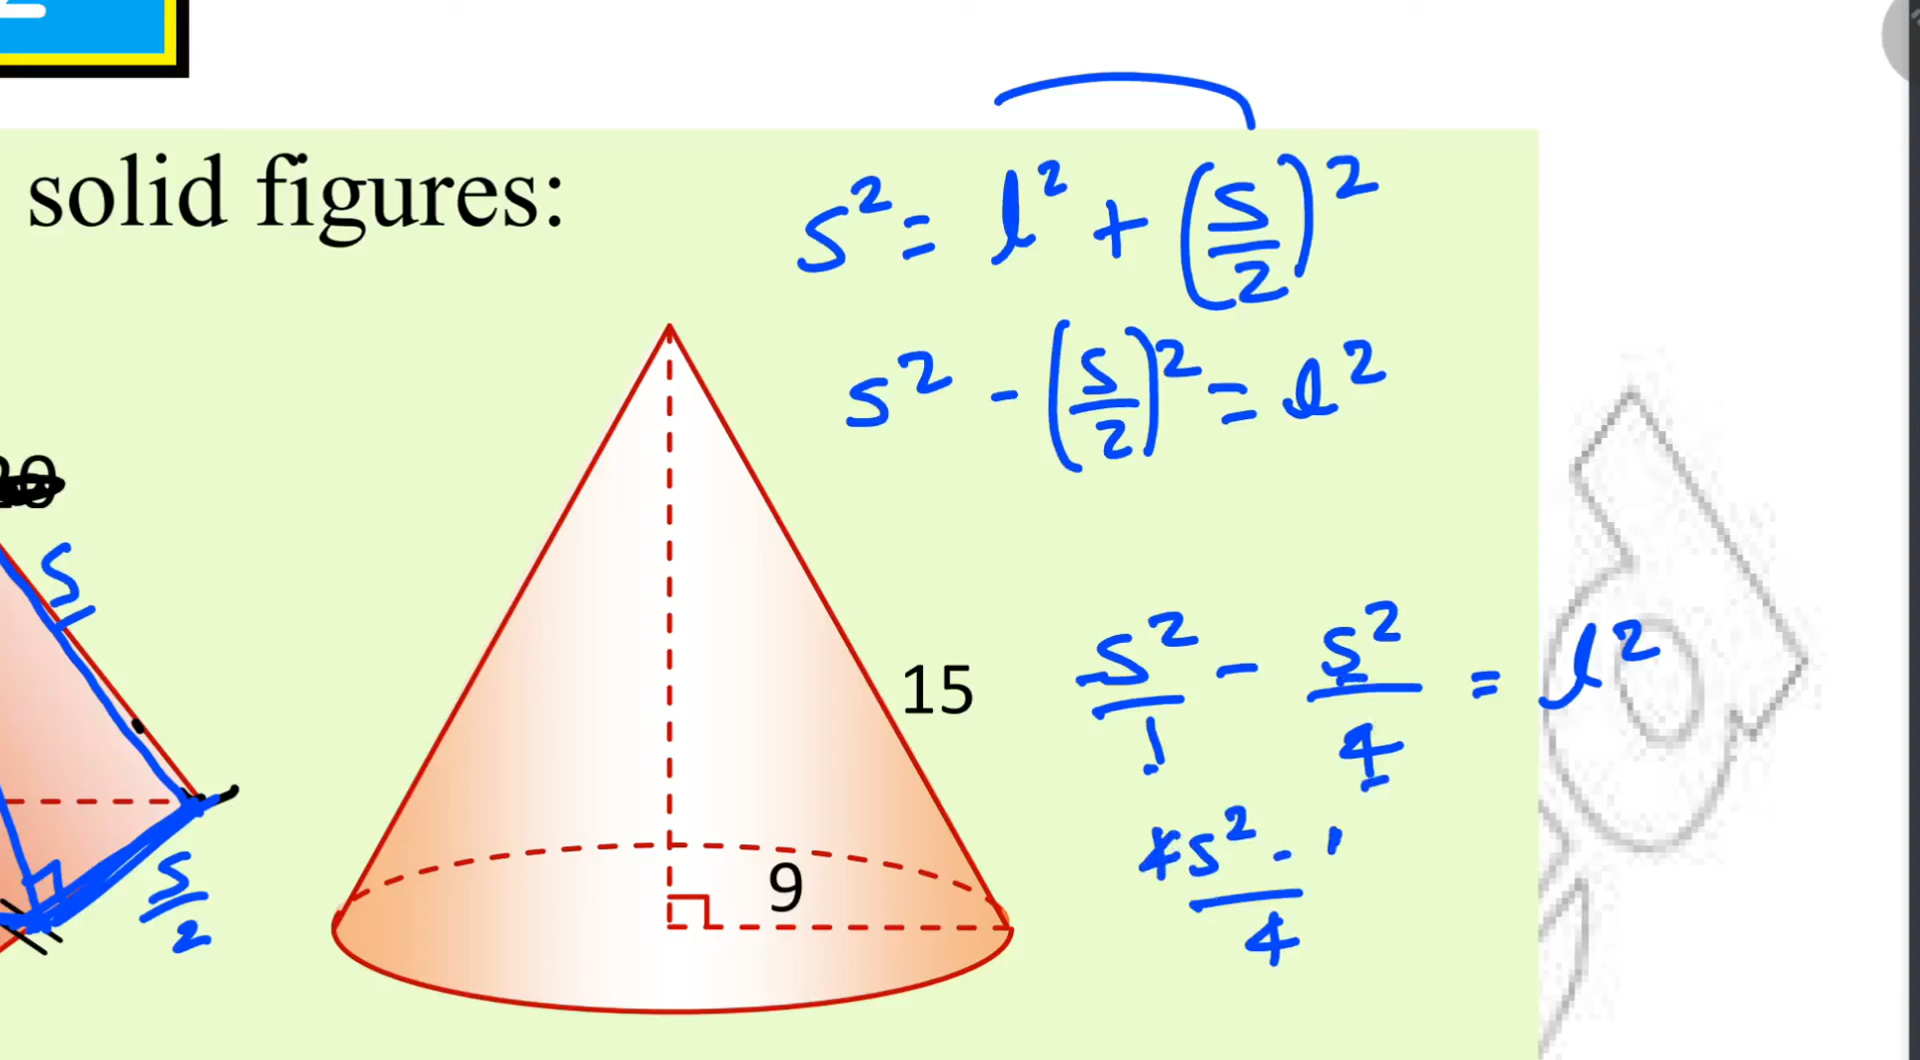 solid figures:
s² = l² + (s/2)²
s² - (s/2)² = l²
s
15
s²/1 - s²/4 = l²
4s² -
4
9
s/2